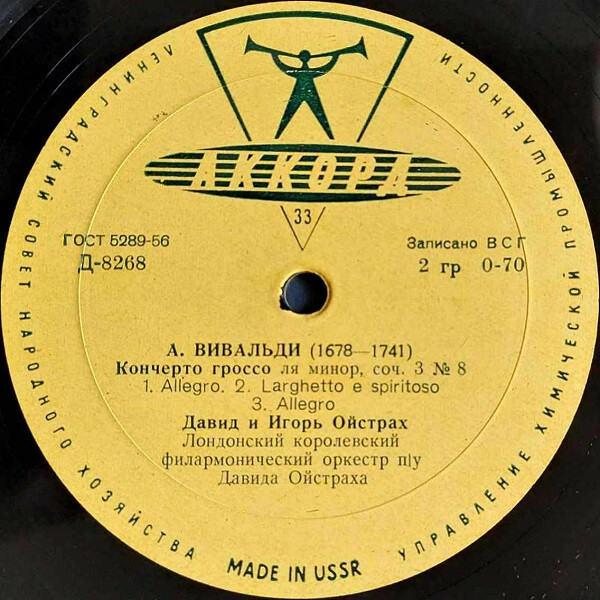 ЛЕНИНГРАДСКИЙ СОВЕТ НАРОДНОГО ХОЗЯЙСТВА
УПРАВЛЕНИЕ ХИМИЧЕСКОЙ ПРОМЫШЛЕННОСТИ
АККОРД
33
ГОСТ 5289-56
Записано ВСГ
Д-8268
2 гр 0-70
А. ВИВАЛЬДИ (1678—1741)
Кончерто гроссо ля минор, соч. 3 № 8
1. Allegro. 2. Larghetto e spiritoso
3. Allegro
Давид и Игорь Ойстрах
Лондонский королевский
филармонический оркестр п/у
Давида Ойстраха
MADE IN USSR